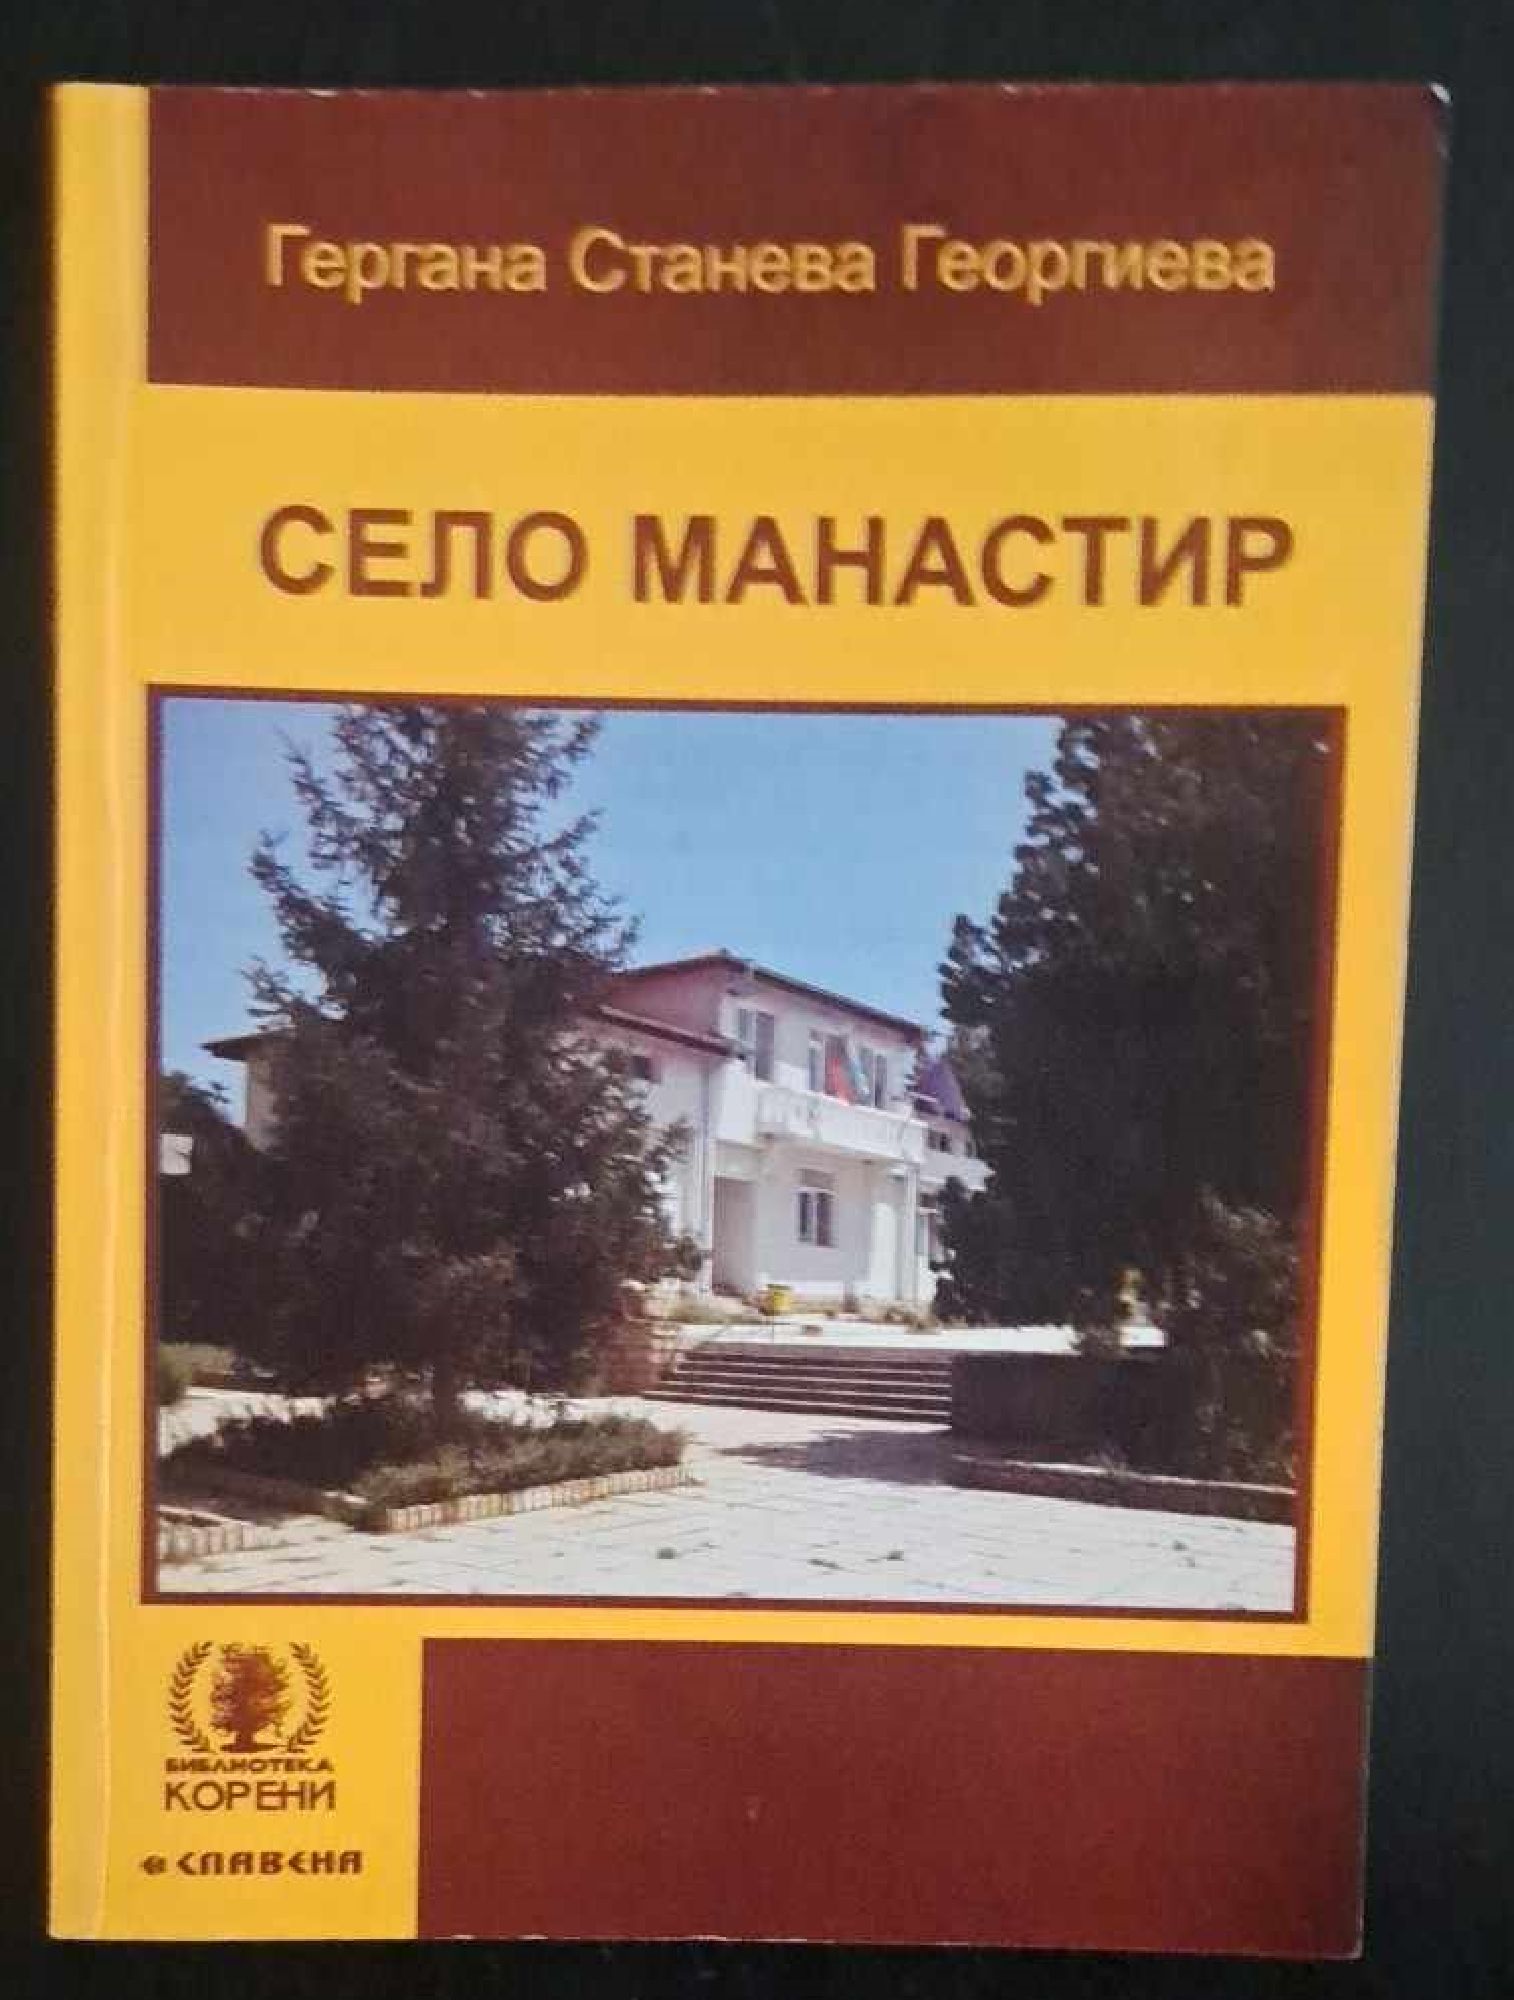 Гергана Станева Георгиева
СЕЛО МАНАСТИР
БИБЛИОТЕКА
КОРЕНИ
СЛАВЕНА